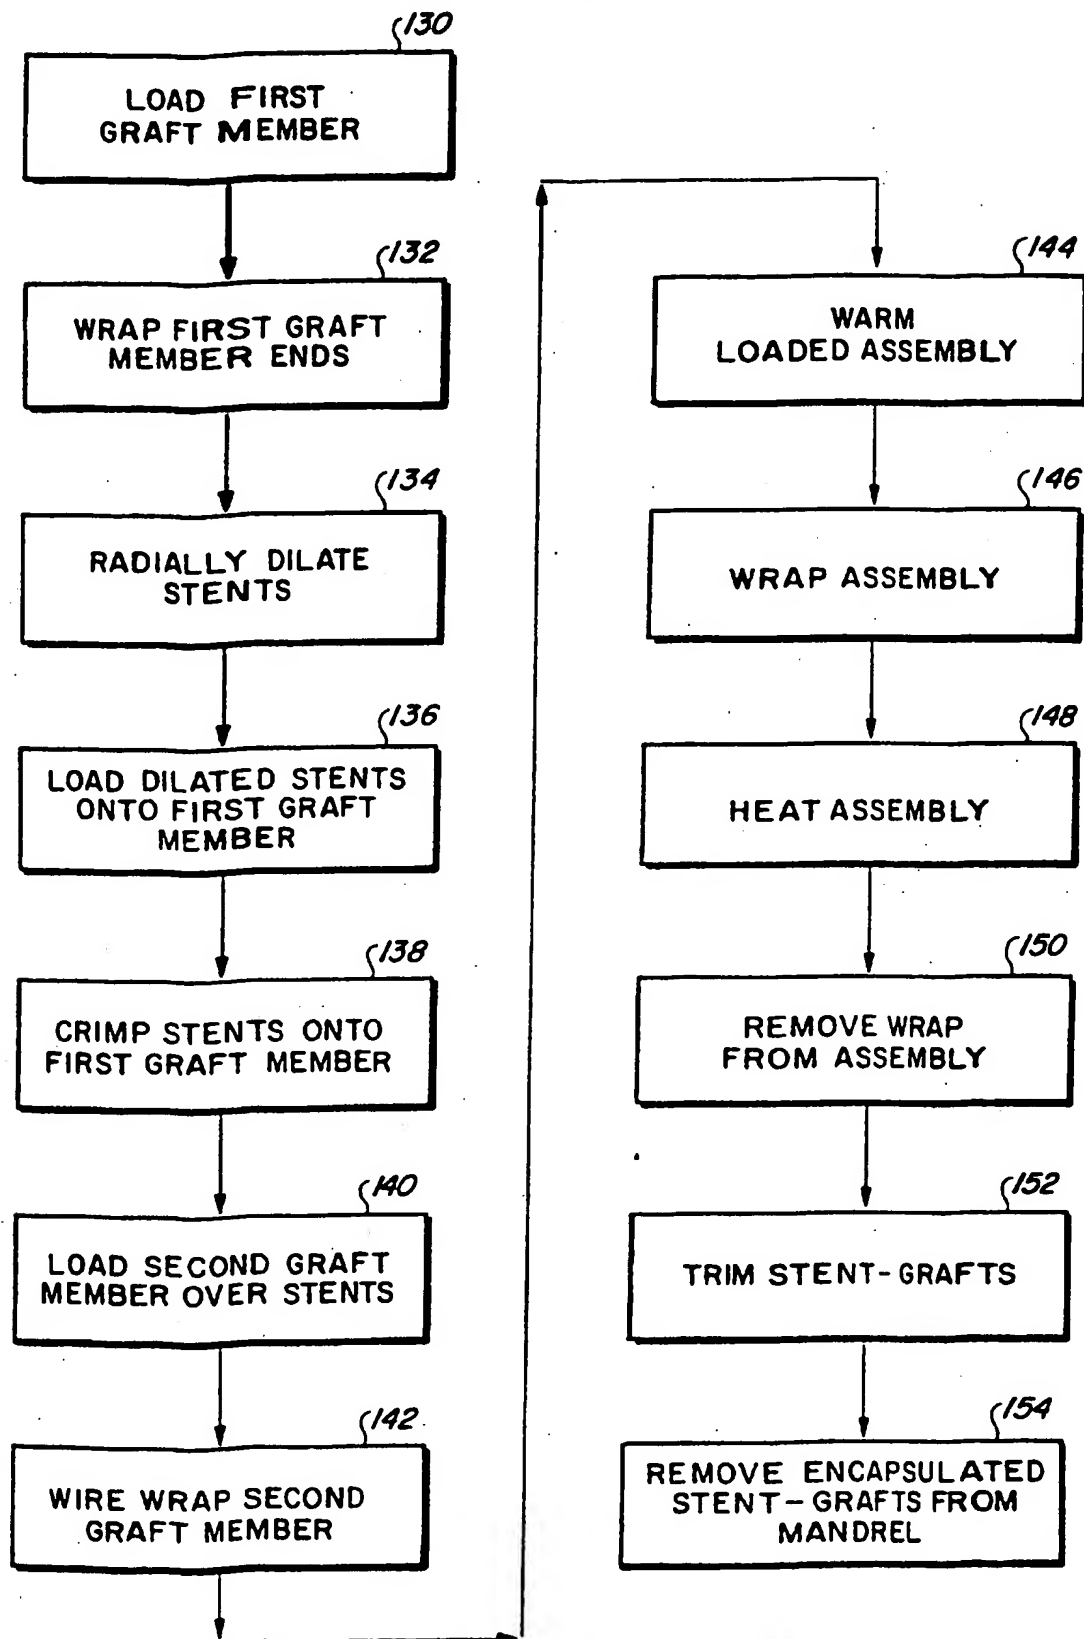 130
LOAD FIRST
GRAFT MEMBER
132
WRAP FIRST GRAFT
MEMBER ENDS
134
RADIALLY DILATE
STENTS
136
LOAD DILATED STENTS
ONTO FIRST GRAFT
MEMBER
138
CRIMP STENTS ONTO
FIRST GRAFT MEMBER
140
LOAD SECOND GRAFT
MEMBER OVER STENTS
142
WIRE WRAP SECOND
GRAFT MEMBER
144
WARM
LOADED ASSEMBLY
146
WRAP ASSEMBLY
148
HEAT ASSEMBLY
150
REMOVE WRAP
FROM ASSEMBLY
152
TRIM STENT-GRAFTS
154
REMOVE ENCAPSULATED
STENT-GRAFTS FROM
MANDREL